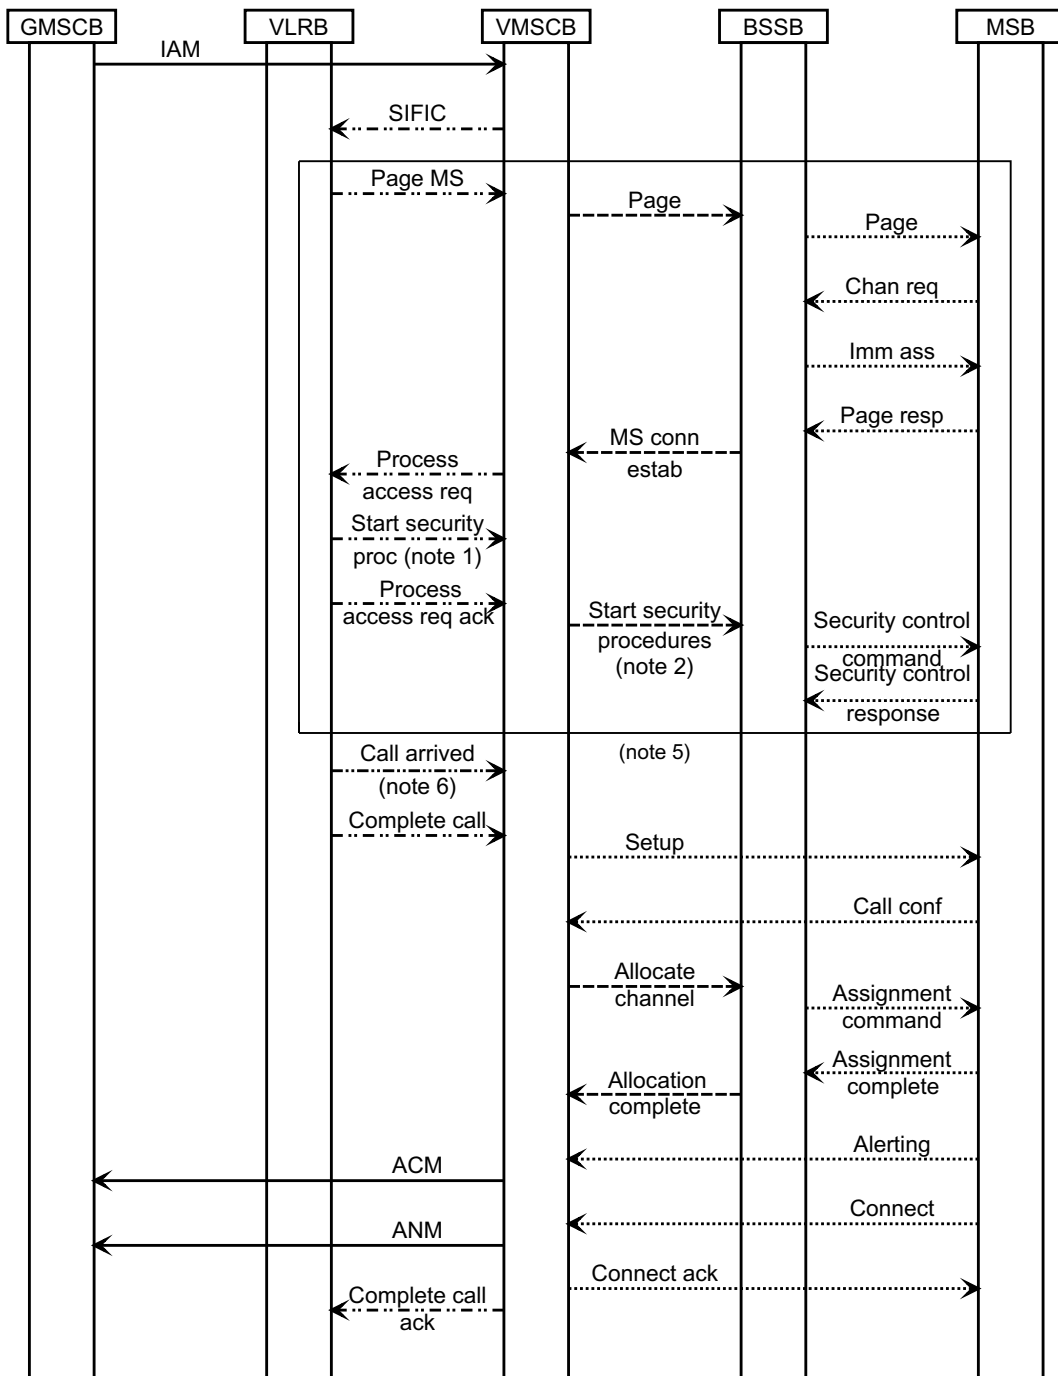 GMSCB VLRB VMSCB BSSB MSB
IAM
SIFIC
Page MS
Page
Page
Chan req
Imm ass
Page resp
MS conn
estab
Process
access req
Start security
proc (note 1)
Process
access req ack
Start security
procedures
(note 2)
Security control
command
Security control
response
(note 5)
Call arrived
(note 6)
Complete call
Setup
Call conf
Allocate
channel
Assignment
command
Assignment
complete
Allocation
complete
Alerting
ACM
Connect
ANM
Connect ack
Complete call
ack